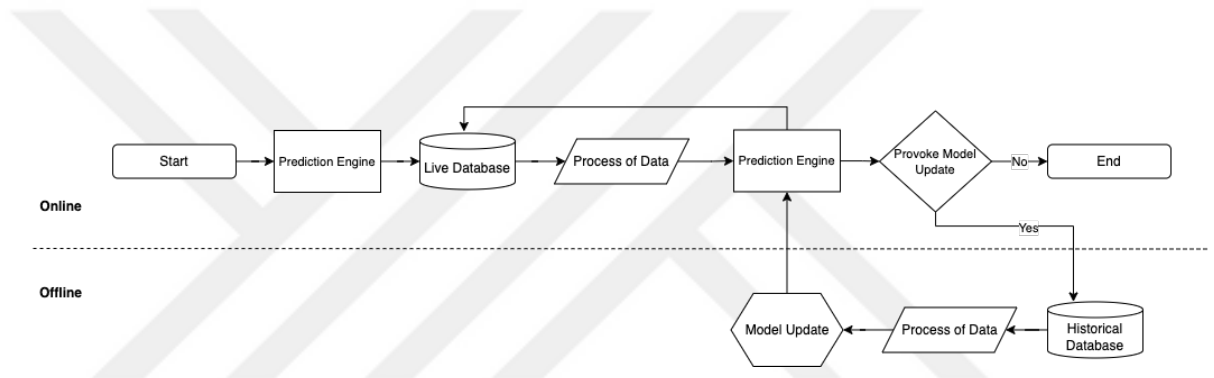 Start
Prediction Engine
Live Database
Process of Data
Prediction Engine
Provoke Model
Update
No
End
Online
Yes
Offline
Model Update
Process of Data
Historical
Database